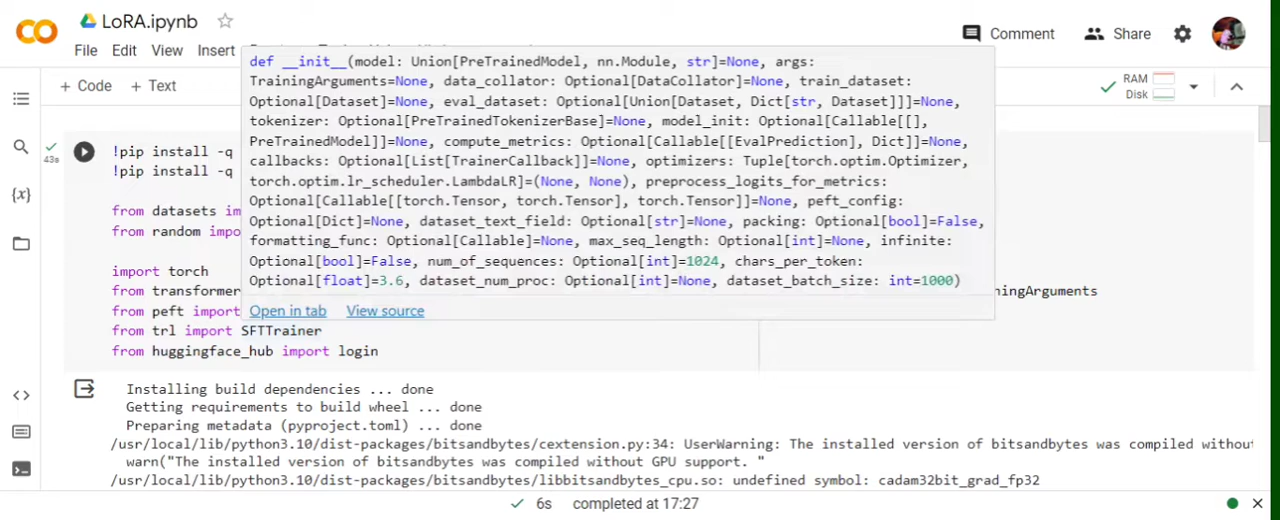 LoRA.ipynb
Comment
Share
File Edit View Insert
+ Code + Text
RAM
Disk
def __init__(model: Union[PreTrainedModel, nn.Module, str]=None, args:
TrainingArguments=None, data_collator: Optional[DataCollator]=None, train_dataset:
Optional[Dataset]=None, eval_dataset: Optional[Union[Dataset, Dict[str, Dataset]]]=None,
tokenizer: Optional[PreTrainedTokenizerBase]=None, model_init: Optional[Callable[[],
PreTrainedModel]]=None, compute_metrics: Optional[Callable[[EvalPrediction], Dict]]=None,
callbacks: Optional[List[TrainerCallback]]=None, optimizers: Tuple[torch.optim.Optimizer,
torch.optim.lr_scheduler.LambdaLR]=(None, None), preprocess_logits_for_metrics:
Optional[Callable[[torch.Tensor, torch.Tensor], torch.Tensor]]=None, peft_config:
Optional[Dict]=None, dataset_text_field: Optional[str]=None, packing: Optional[bool]=False,
formatting_func: Optional[Callable]=None, max_seq_length: Optional[int]=None, infinite:
Optional[bool]=False, num_of_sequences: Optional[int]=1024, chars_per_token:
Optional[float]=3.6, dataset_num_proc: Optional[int]=None, dataset_batch_size: int=1000)
Open in tab View source
43s
!pip install -q
!pip install -q
from datasets im
from random impo
import torch
from transformer ningArguments
from peft import
from trl import SFTTrainer
from huggingface_hub import login
Installing build dependencies ... done
Getting requirements to build wheel ... done
Preparing metadata (pyproject.toml) ... done
/usr/local/lib/python3.10/dist-packages/bitsandbytes/cextension.py:34: UserWarning: The installed version of bitsandbytes was compiled without
warn("The installed version of bitsandbytes was compiled without GPU support. "
/usr/local/lib/python3.10/dist-packages/bitsandbytes/libbitsandbytes_cpu.so: undefined symbol: cadam32bit_grad_fp32
6s completed at 17:27